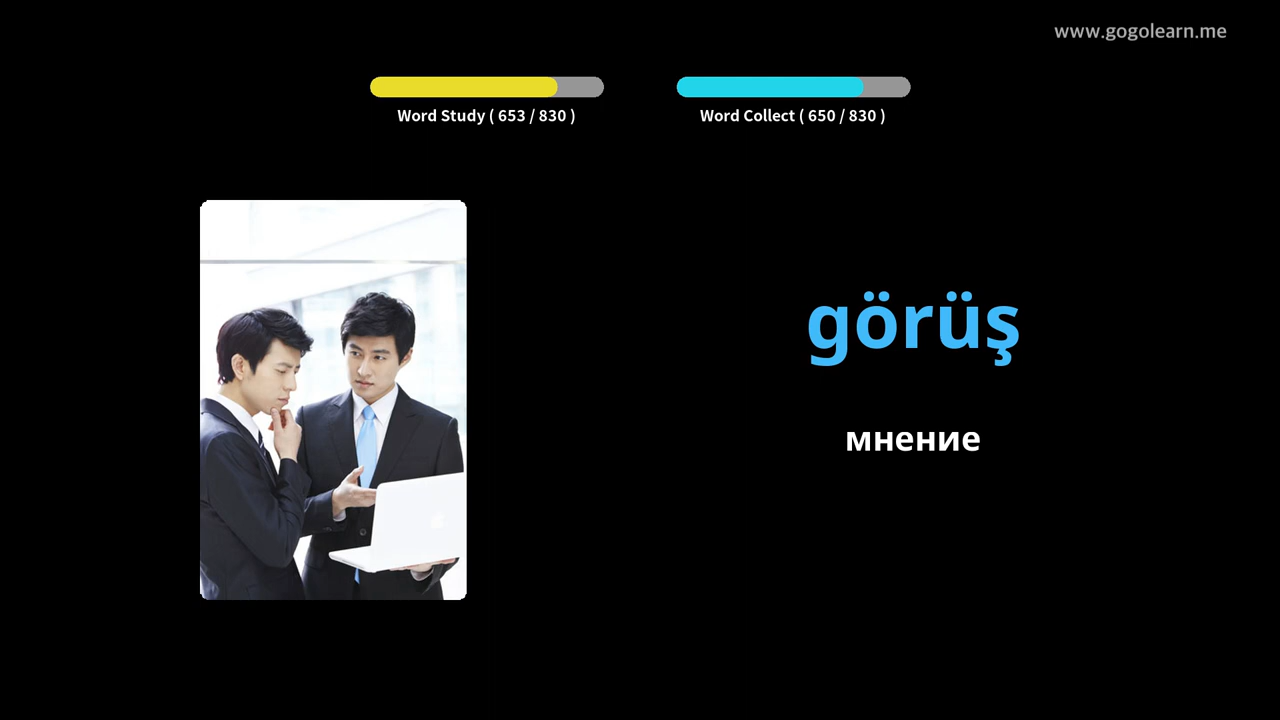 www.gogolearn.me
Word Study ( 653 / 830 )
Word Collect ( 650 / 830 )
görüş
мнение